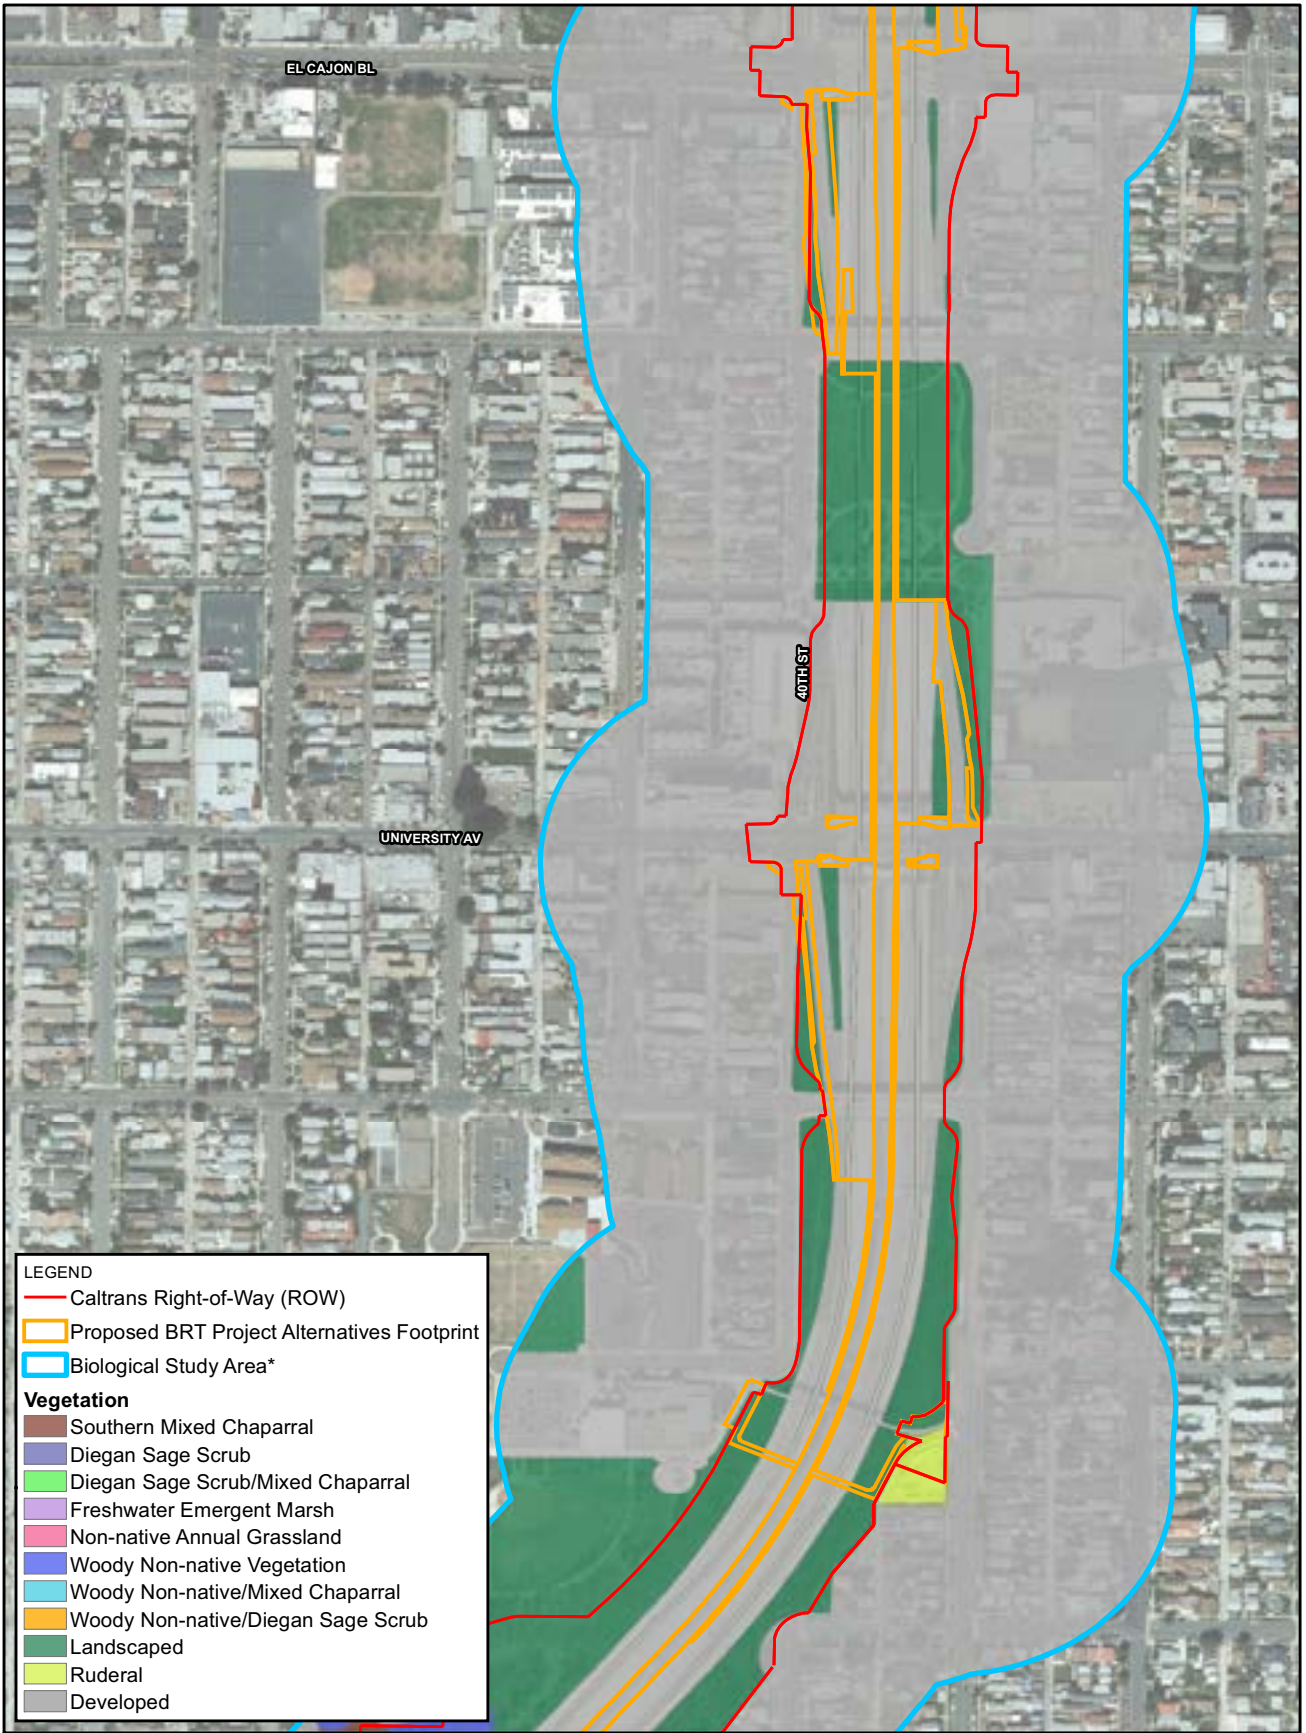 EL CAJON BL
40TH ST
UNIVERSITY AV
LEGEND
Caltrans Right-of-Way (ROW)
Proposed BRT Project Alternatives Footprint
Biological Study Area*
Vegetation
Southern Mixed Chaparral
Diegan Sage Scrub
Diegan Sage Scrub/Mixed Chaparral
Freshwater Emergent Marsh
Non-native Annual Grassland
Woody Non-native Vegetation
Woody Non-native/Mixed Chaparral
Woody Non-native/Diegan Sage Scrub
Landscaped
Ruderal
Developed